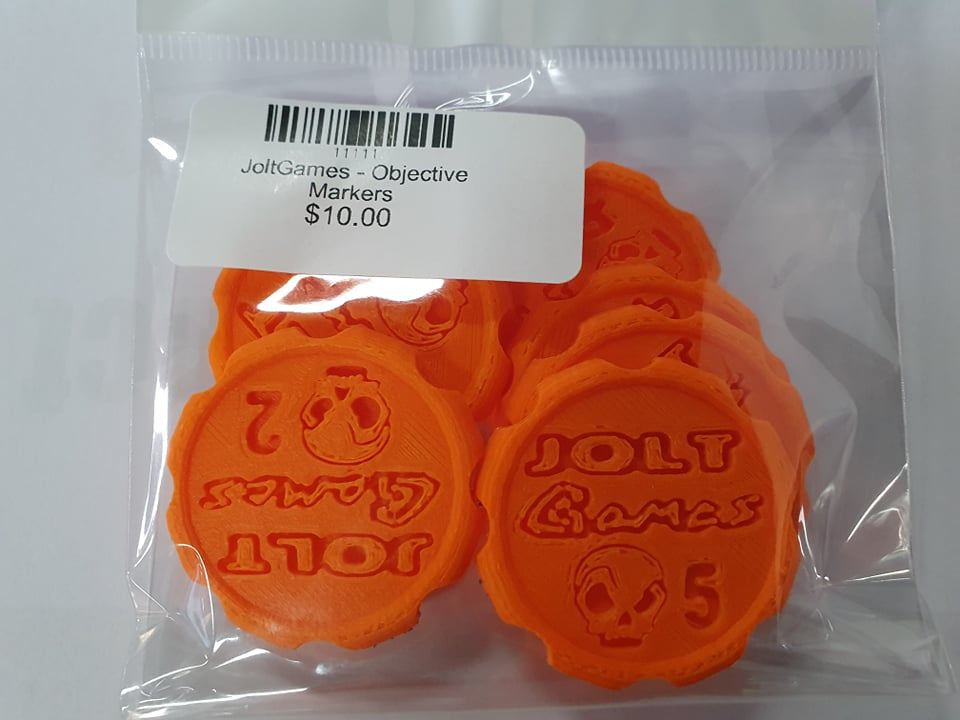 11111
JoltGames - Objective
Markers
$10.00
2
Games
JOLT
JOLT
Games
5